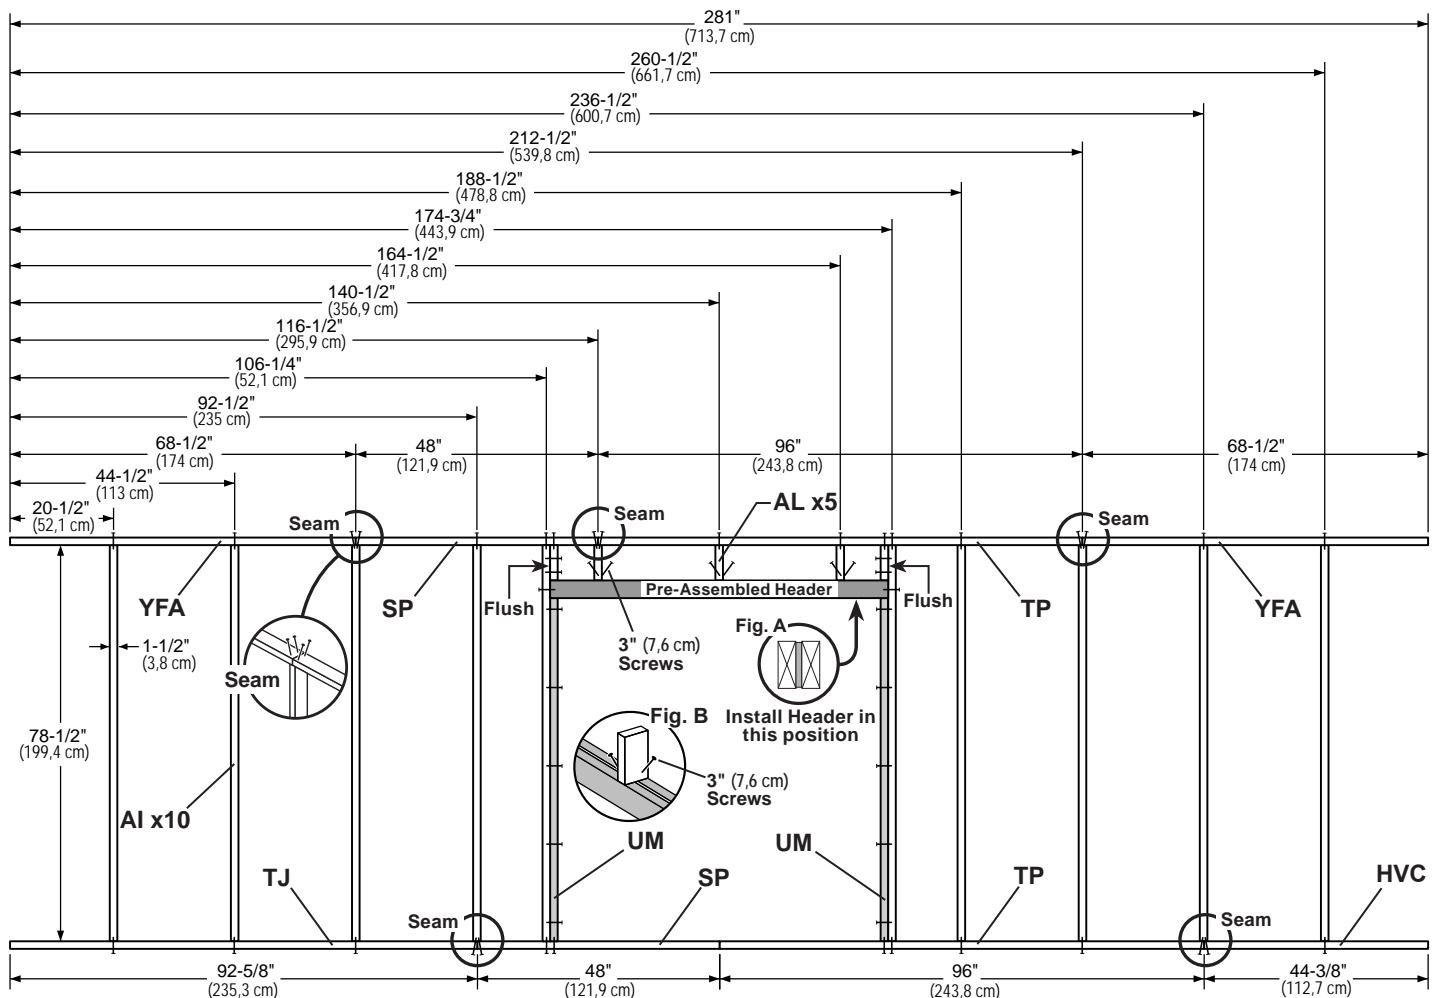 281"
(713,7 cm)
260-1/2"
(661,7 cm)
236-1/2"
(600,7 cm)
212-1/2"
(539,8 cm)
188-1/2"
(478,8 cm)
174-3/4"
(443,9 cm)
164-1/2"
(417,8 cm)
140-1/2"
(356,9 cm)
116-1/2"
(295,9 cm)
106-1/4"
(52,1 cm)
92-1/2"
(235 cm)
68-1/2"
(174 cm)
48"
(121,9 cm)
96"
(243,8 cm)
68-1/2"
(174 cm)
44-1/2"
(113 cm)
20-1/2"
(52,1 cm)
Seam
Seam
AL x5
Seam
YFA
SP
Flush
Pre-Assembled Header
Flush
TP
YFA
1-1/2"
(3,8 cm)
Seam
3" (7,6 cm)
Screws
Fig. A
Install Header in
this position
Fig. B
3" (7,6 cm)
Screws
78-1/2"
(199,4 cm)
AI x10
UM
UM
TJ
SP
TP
HVC
Seam
Seam
92-5/8"
(235,3 cm)
48"
(121,9 cm)
96"
(243,8 cm)
44-3/8"
(112,7 cm)